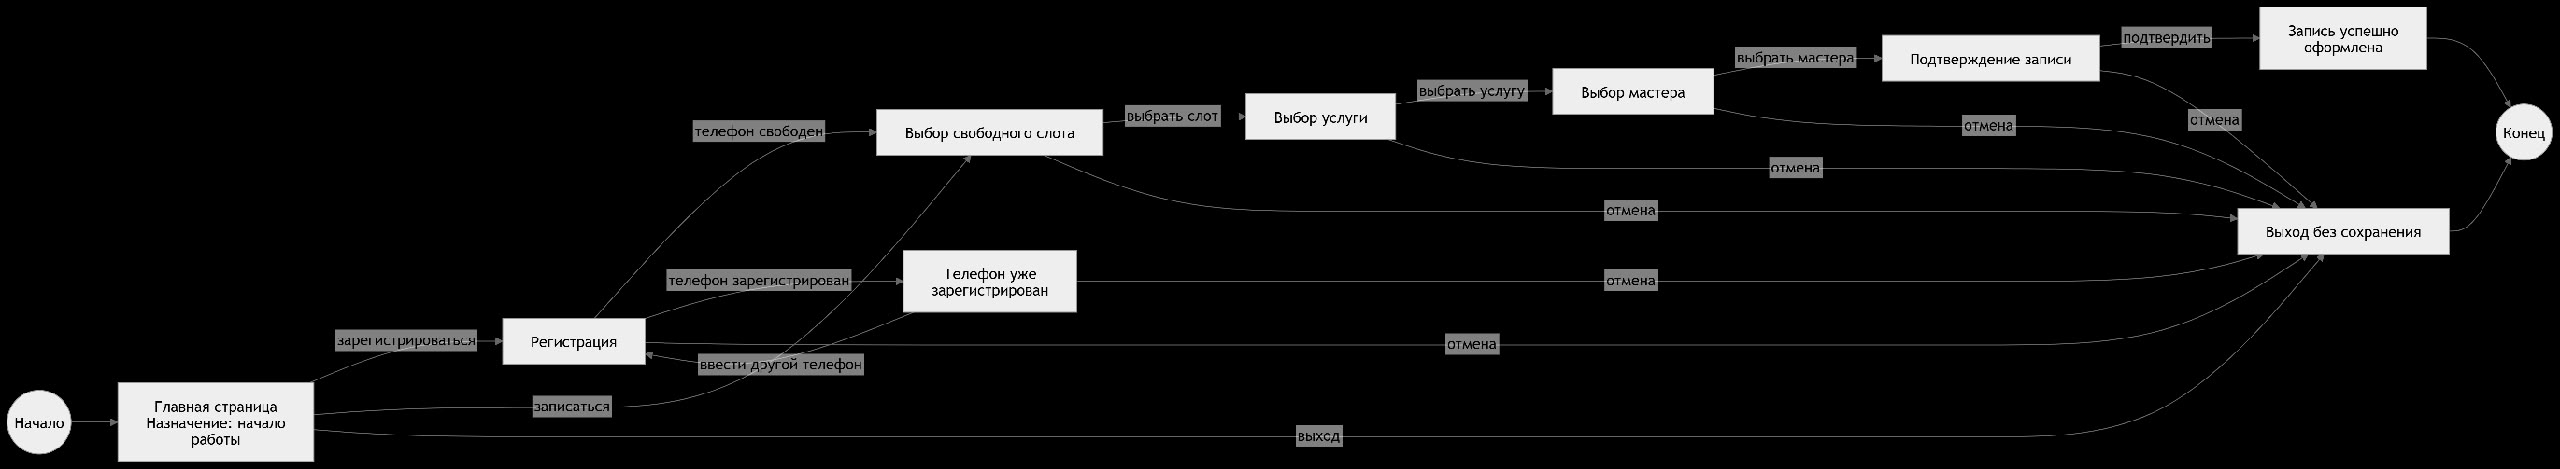 Начало
Главная страница
Назначение: начало
работы
зарегистрироваться
записаться
выход
Регистрация
телефон свободен
телефон зарегистрирован
ввести другой телефон
отмена
Телефон уже
зарегистрирован
отмена
Выбор свободного слота
выбрать слот
отмена
Выбор услуги
выбрать услугу
отмена
Выбор мастера
выбрать мастера
отмена
Подтверждение записи
подтвердить
отмена
Запись успешно
оформлена
Выход без сохранения
Конец